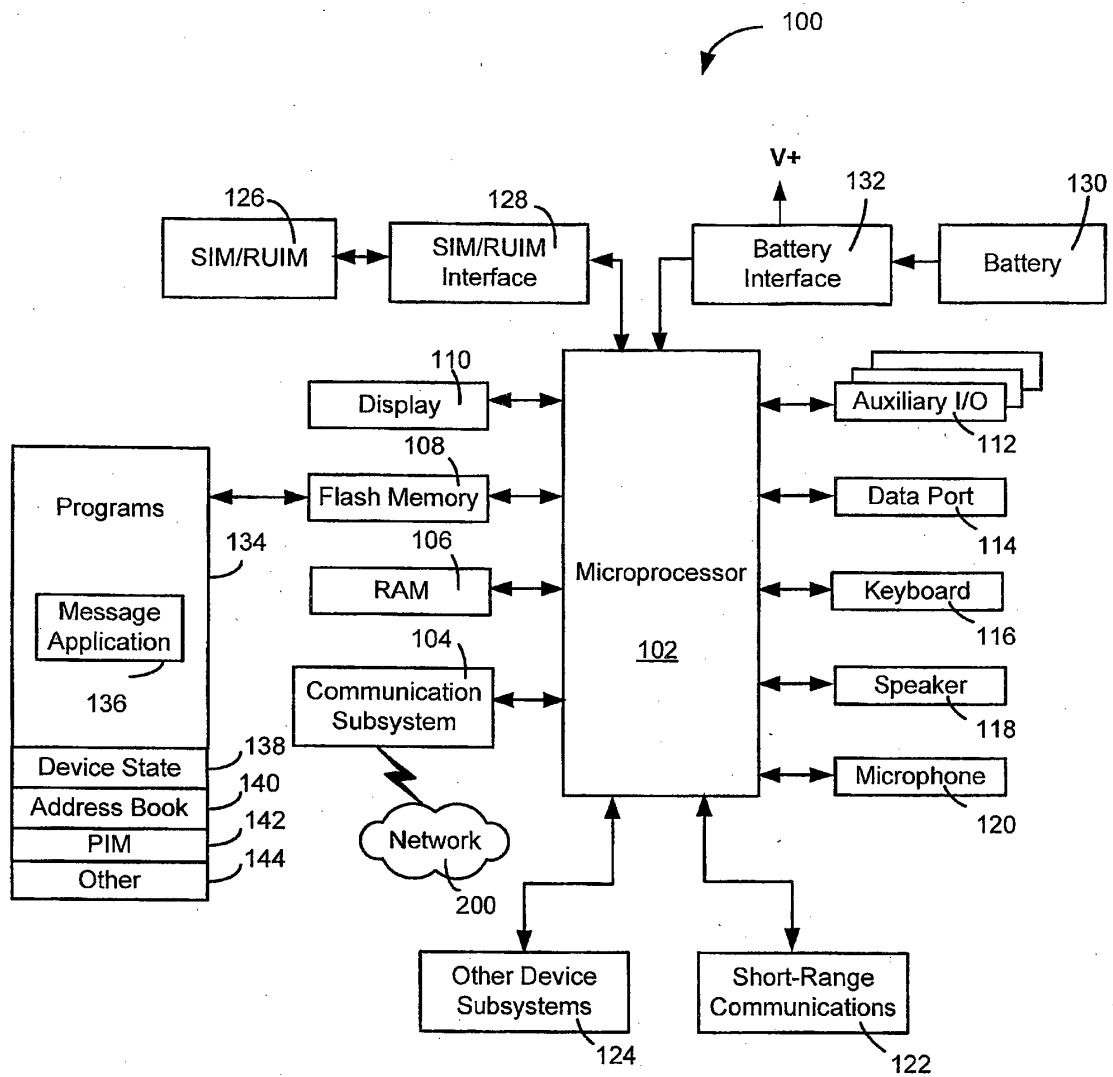 100
V+
126
128
132
130
SIM/RUIM
SIM/RUIM
Interface
Battery
Interface
Battery
110
Display
Auxiliary I/O
112
108
Programs
Flash Memory
Data Port
114
134
106
RAM
Microprocessor
Keyboard
116
Message
Application
136
104
102
Communication
Subsystem
Speaker
118
138
Device State
140
Address Book
142
PIM
144
Other
Microphone
120
Network
200
Other Device
Subsystems
124
Short-Range
Communications
122